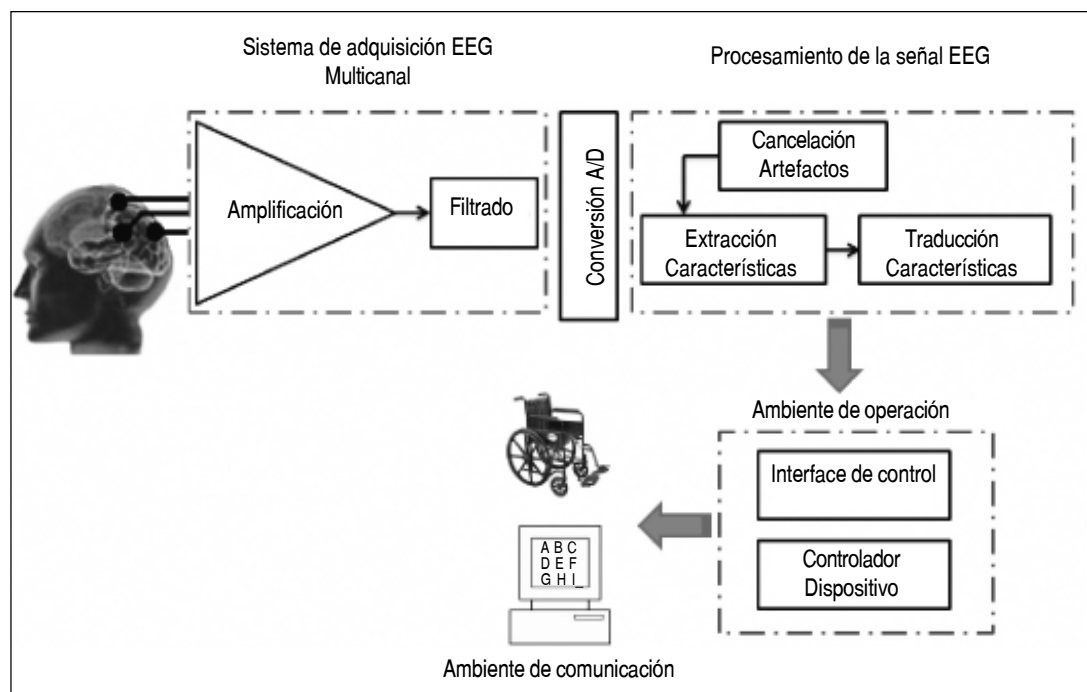 Sistema de adquisición EEG
Multicanal
Procesamiento de la señal EEG
Amplificación
Filtrado
Conversión A/D
Cancelación
Artefactos
Extracción
Características
Traducción
Características
Ambiente de operación
Interface de control
Controlador
Dispositivo
A B C
D E F
G H I_
Ambiente de comunicación